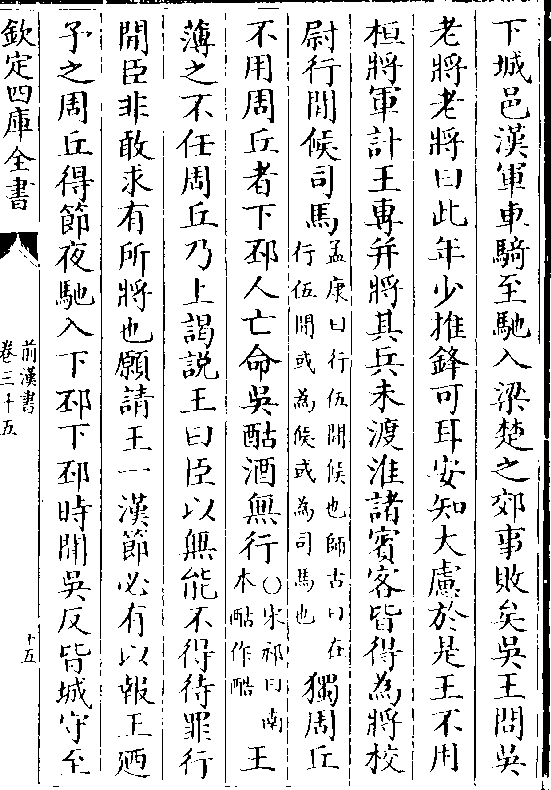 下城邑漢軍車騎至馳入梁楚之郊事敗矣吳王問吳
老將老將曰此年少推鋒可耳安知大慮於是王不用
桓將軍計王專并將其兵未渡淮諸賓客皆得為將校
尉行間候司馬孟康曰行伍間候也師古曰在行伍間或為候或為司馬也獨周丘
不用周丘者下邳人亡命吳酤酒無行○宋祁曰南本酤作酷王
薄之不任周丘乃上謁説王曰臣以無能不得待罪行
間臣非敢求有所將也願請王一漢節必有以報王廼
予之周丘得節夜馳入下邳下邳時聞吳反皆城守至
欽定四庫全書
前漢書
卷三十五
十五